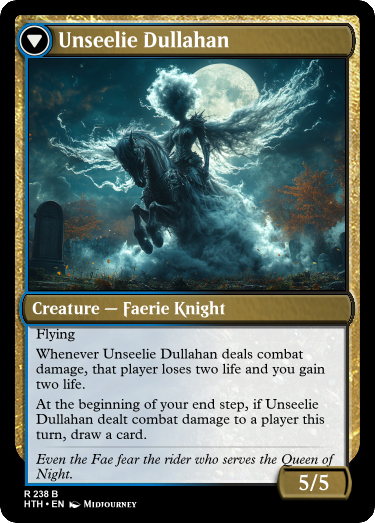 Unseelie Dullahan
Creature — Faerie Knight
Flying
Whenever Unseelie Dullahan deals combat
damage, that player loses two life and you gain
two life.
At the beginning of your end step, if Unseelie
Dullahan dealt combat damage to a player this
turn, draw a card.
Even the Fae fear the rider who serves the Queen of
Night.
5/5
R 238 B
HTH • EN Midjourney